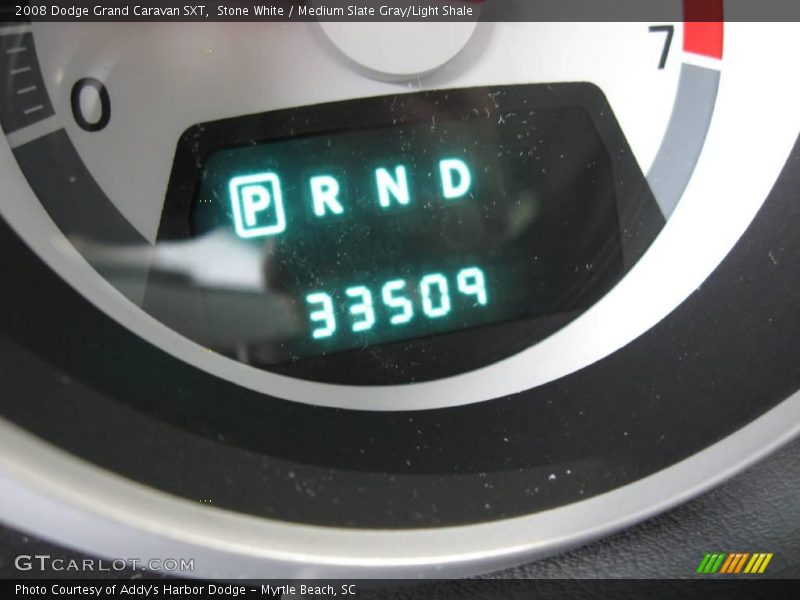 2008 Dodge Grand Caravan SXT, Stone White / Medium Slate Gray/Light Shale
0
7
P R N D
33509
GTCARLOT.COM
Photo Courtesy of Addy's Harbor Dodge - Myrtle Beach, SC